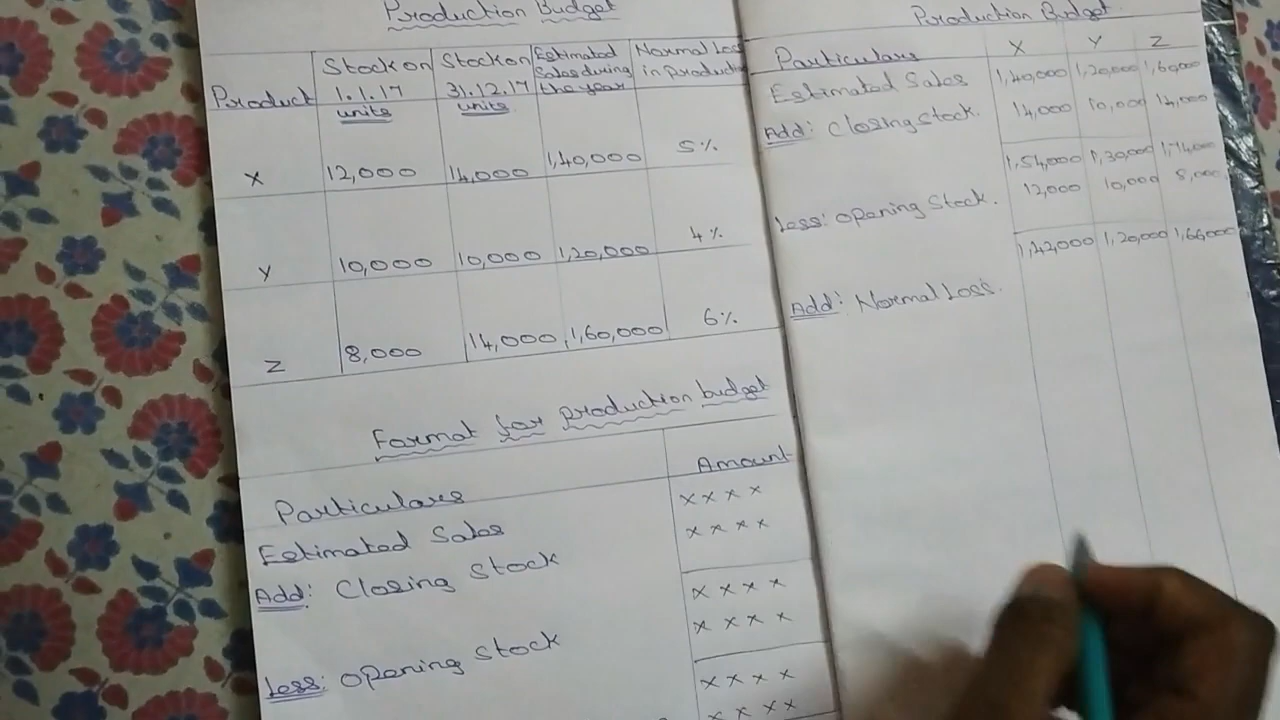 Production Budget
Product | Stock on 1.1.17 units | Stock on 31.12.17 units | Estimated Sales during the year | Normal Loss in Product
X | 12,000 | 14,000 | 1,40,000 | 5%
Y | 10,000 | 10,000 | 1,20,000 | 4%
Z | 8,000 | 14,000 | 1,60,000 | 6%
Format for Production budget
Particulars | Amount
Estimated Sales | x x x x
Add: Closing Stock | x x x x
x x x x
Less: Opening Stock | x x x x
x x x x
x x x x
Production Budget
Particulars | X | Y | Z
Estimated Sales | 1,40,000 | 1,20,000 | 1,60,000
Add: Closing Stock. | 14,000 | 10,000 | 14,000
1,54,000 | 1,30,000 | 1,74,000
Less: Opening Stock. | 12,000 | 10,000 | 8,000
1,42,000 | 1,20,000 | 1,66,000
Add: Normal Loss.